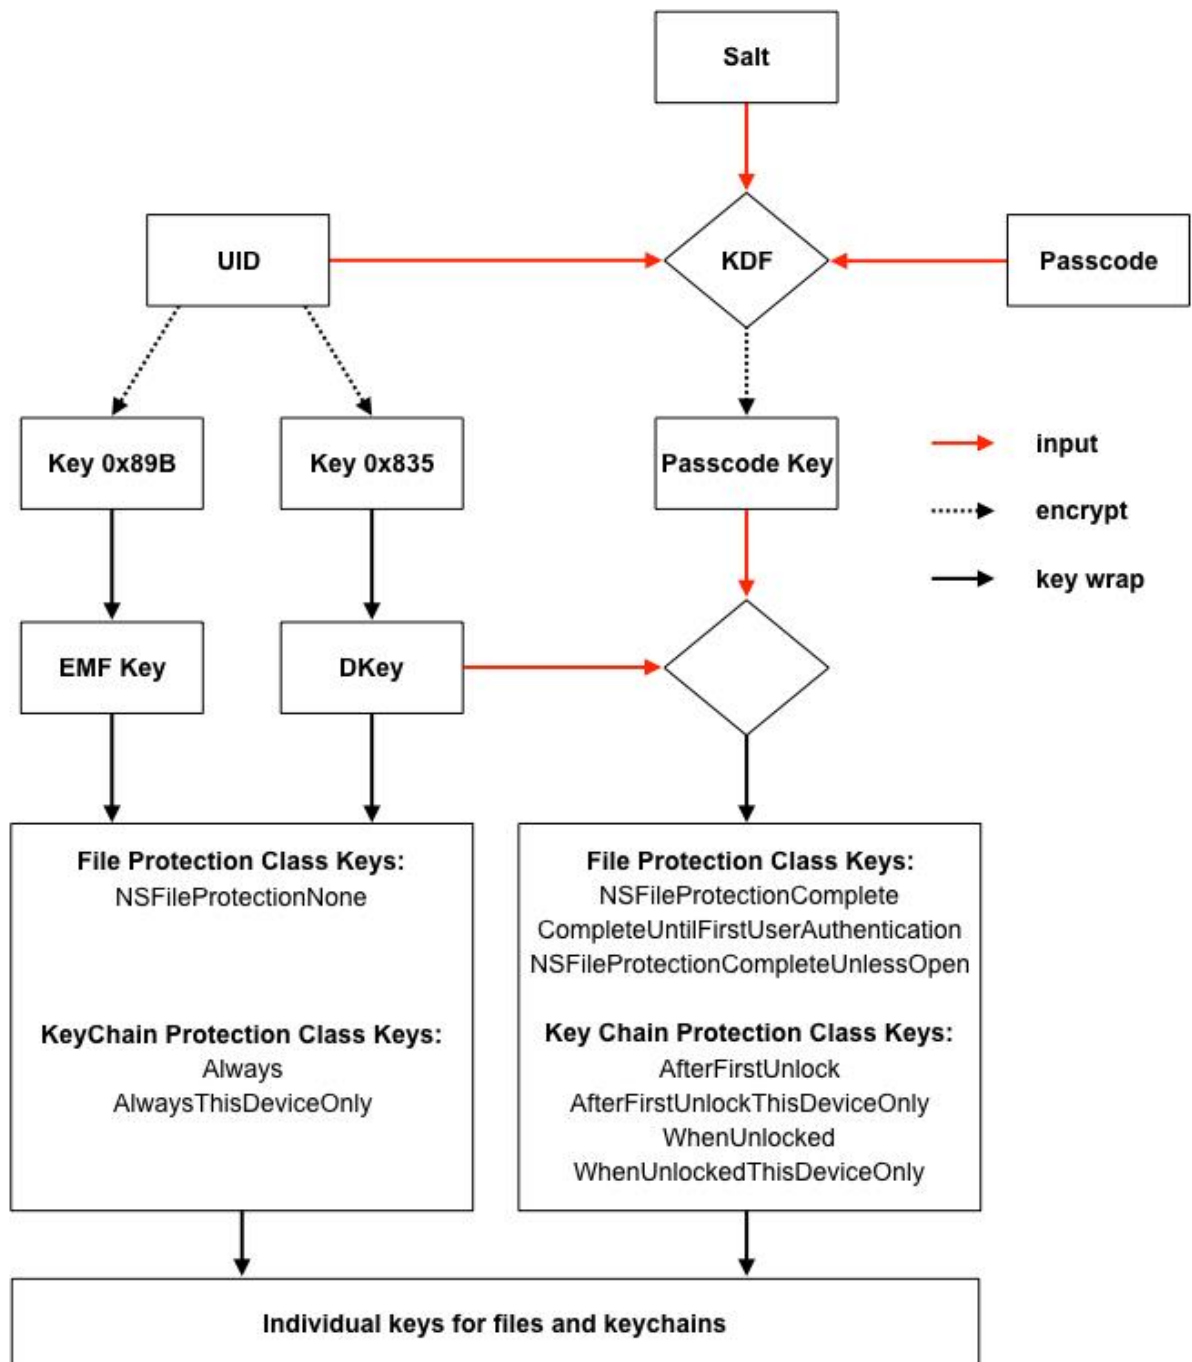 Salt
UID
KDF
Passcode
Key 0x89B
Key 0x835
Passcode Key
input
encrypt
key wrap
EMF Key
DKey
File Protection Class Keys:
NSFileProtectionNone
KeyChain Protection Class Keys:
Always
AlwaysThisDeviceOnly
File Protection Class Keys:
NSFileProtectionComplete
CompleteUntilFirstUserAuthentication
NSFileProtectionCompleteUnlessOpen
Key Chain Protection Class Keys:
AfterFirstUnlock
AfterFirstUnlockThisDeviceOnly
WhenUnlocked
WhenUnlockedThisDeviceOnly
Individual keys for files and keychains